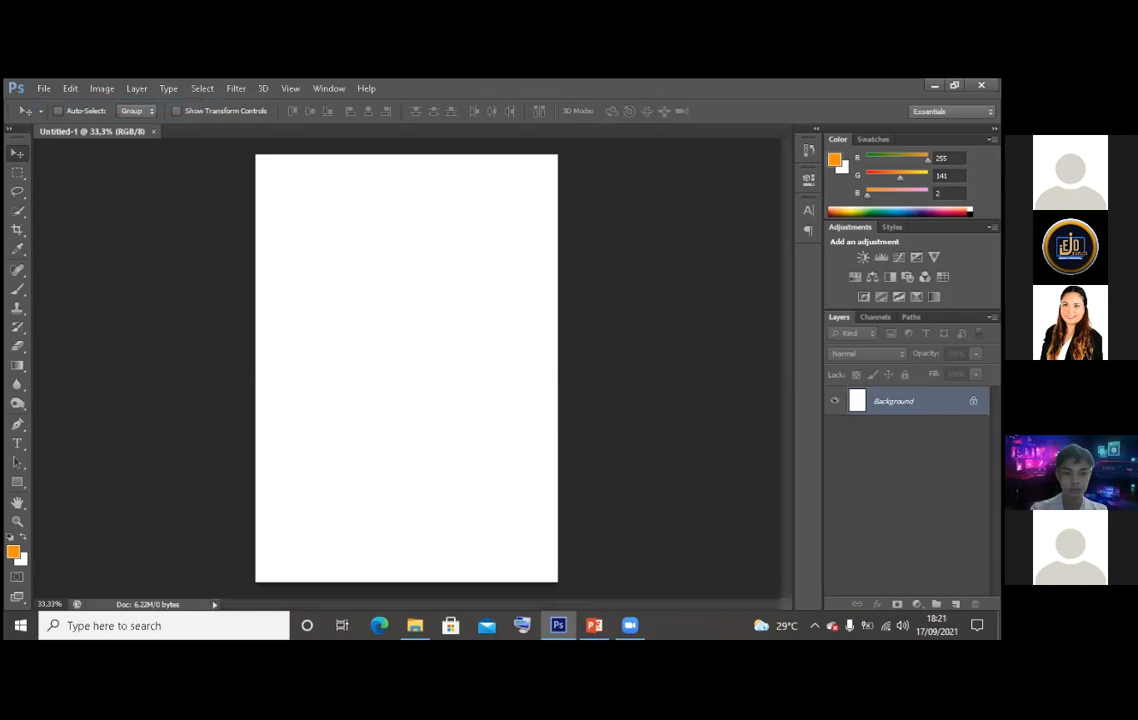 Ps File Edit Image Layer Type Select Filter 3D View Window Help
Auto-Select: Group Show Transform Controls 3D Mode: Essentials
Untitled-1 @ 33,3% (RGB/8) ×
Color Swatches
R 255
G 141
B 2
Adjustments Styles
Add an adjustment
Layers Channels Paths
Kind
Normal Opacity: 100%
Lock: Fill: 100%
Background
33,33% Doc: 6,22M/0 bytes
Type here to search
Ps
29°C
18:21
17/09/2021